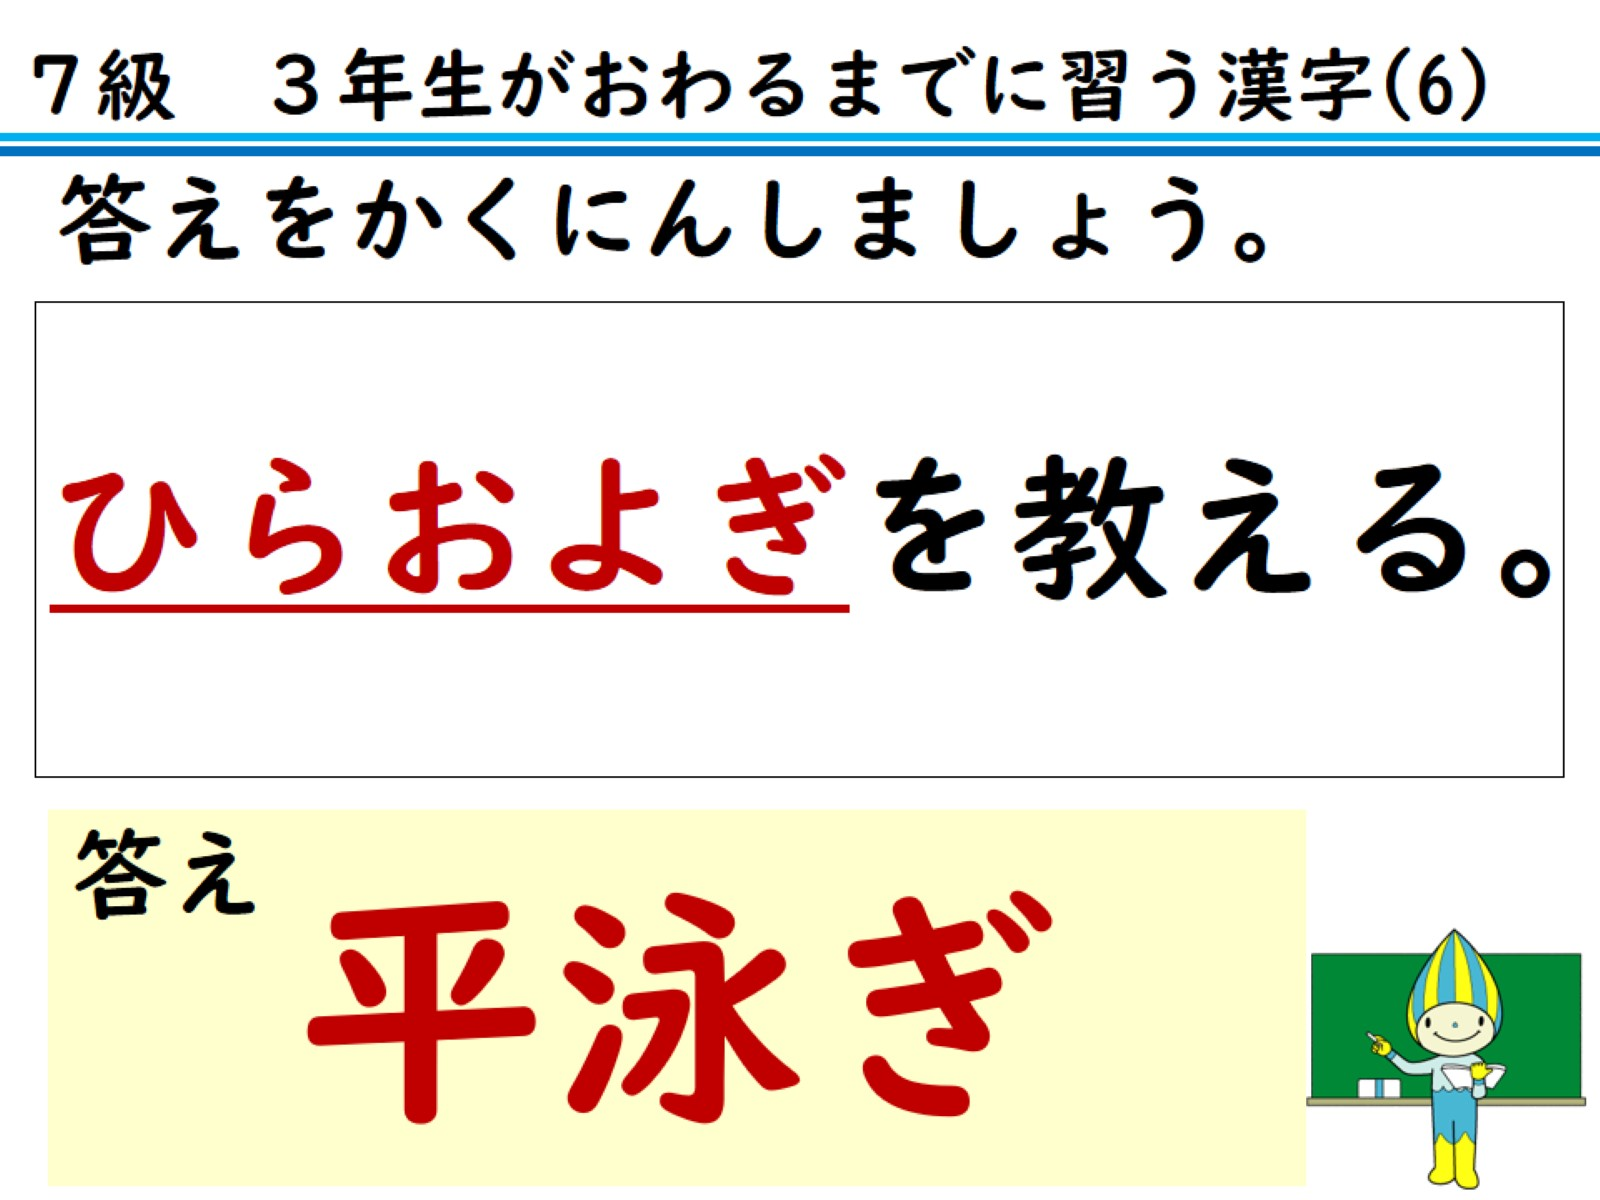 ７級　３年生がおわるまでに習う漢字(6)
答えをかくにんしましょう。
ひらおよぎを教える。
答え
平泳ぎ